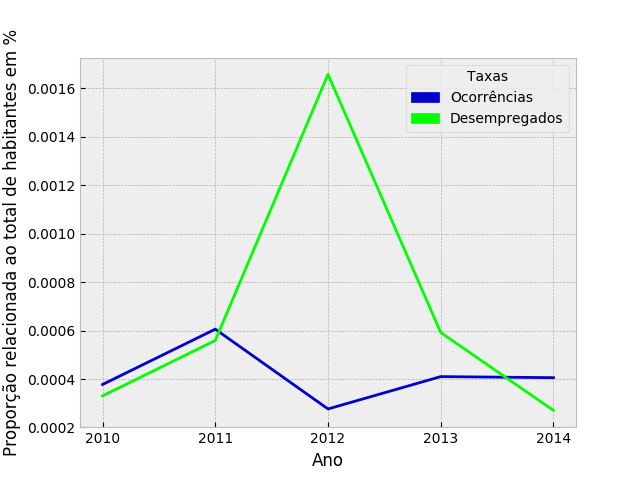 Proporção relacionada ao total de habitantes em %
0.0016
0.0014
0.0012
0.0010
0.0008
0.0006
0.0004
0.0002
Taxas
Ocorrências
Desempregados
2010 2011 2012 2013 2014
Ano